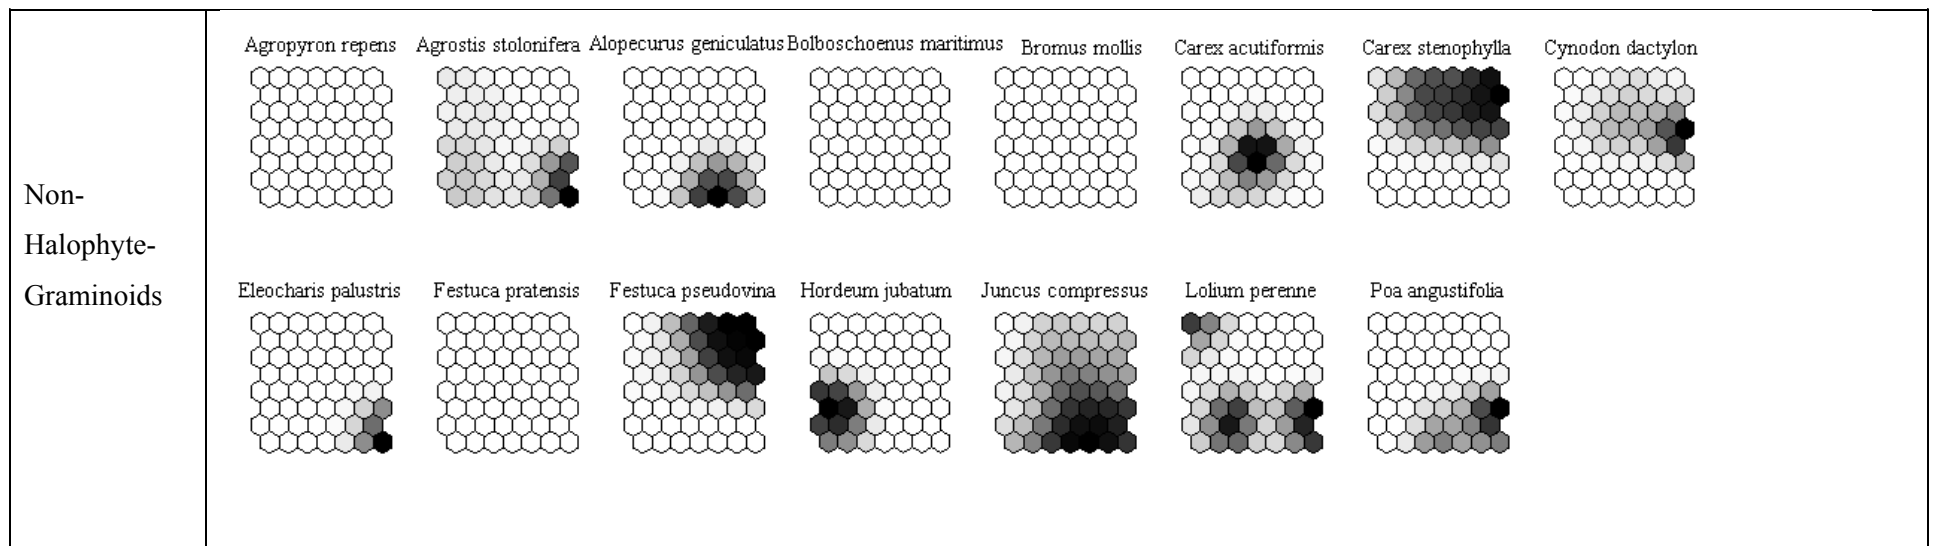 Non-
Halophyte-
Graminoids
Agropyron repens Agrostis stolonifera Alopecurus geniculatus Bolboschoenus maritimus Bromus mollis Carex acutiformis Carex stenophylla Cynodon dactylon
Eleocharis palustris Festuca pratensis Festuca pseudovina Hordeum jubatum Juncus compressus Lolium perenne Poa angustifolia